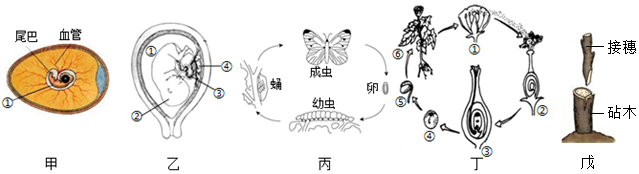 尾巴 血管
①
甲
①
②
③
④
乙
成虫
蛹
卵
幼虫
丙
①
②
③
④
⑤
⑥
丁
接穗
砧木
戊